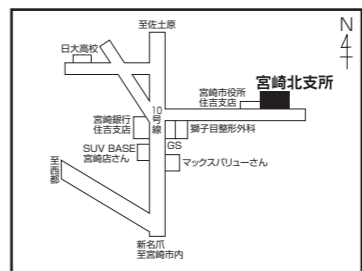 至佐土原
N
日大高校
宮崎北支所
宮崎市役所
住吉支店
10号線
宮崎銀行
住吉支店
獅子目整形外科
GS
SUV BASE
宮崎店さん
マックスバリューさん
至西都
新名爪
至宮崎市内